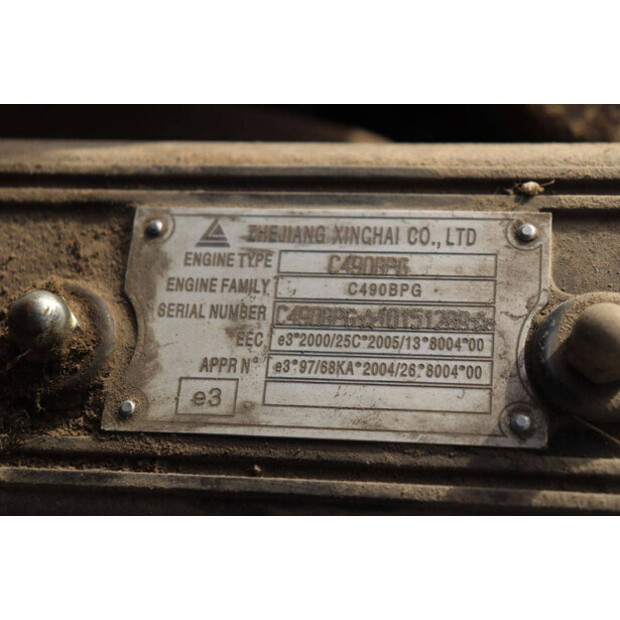 ZHEJIANG XINGHAI CO., LTD
ENGINE TYPE C490BPG
ENGINE FAMILY C490BPG
SERIAL NUMBER
EEC e3*2000/25C*2005/13*8004*00
APPR N° e3*97/68KA*2004/26*8004*00
e3